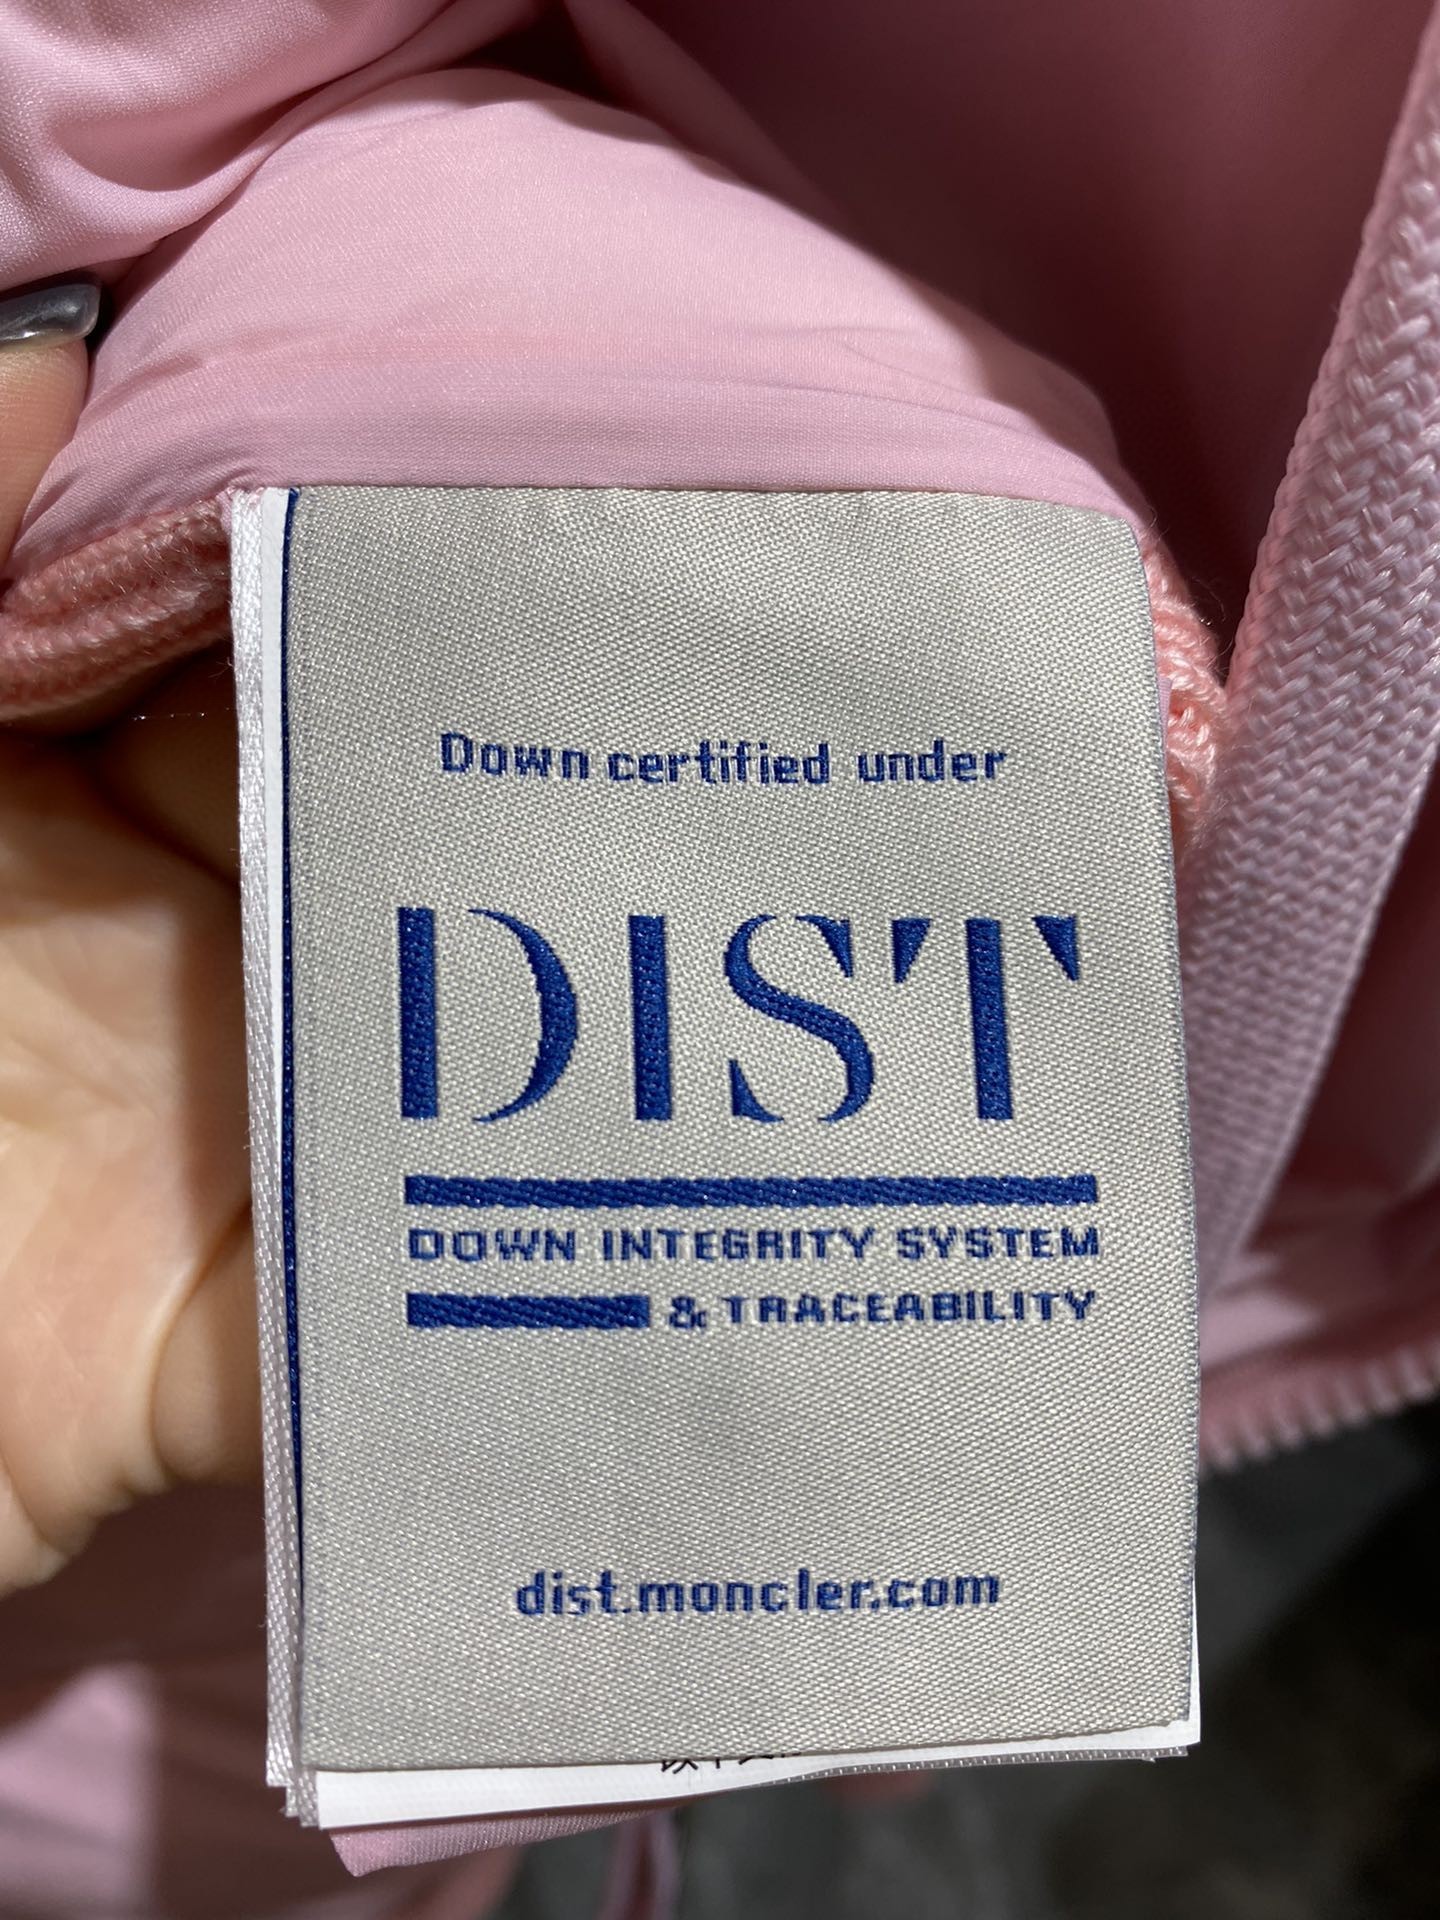 Down certified under
DIST
DOWN INTEGRITY SYSTEM
& TRACEABILITY
dist.moncler.com